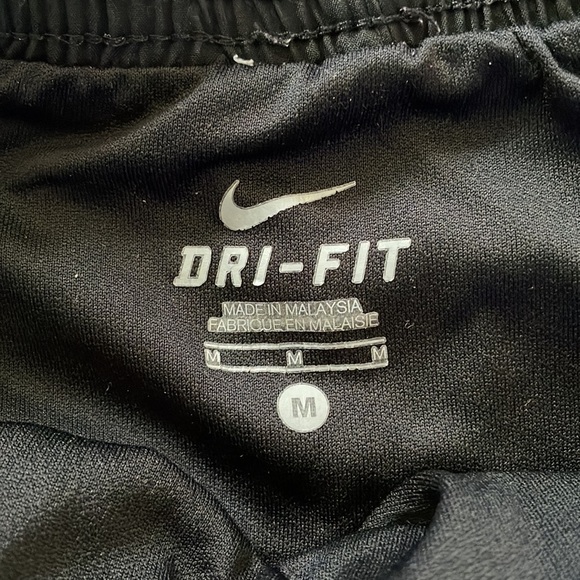 DRI-FIT
MADE IN MALAYSIA
FABRIQUE EN MALAISIE
M M M
M